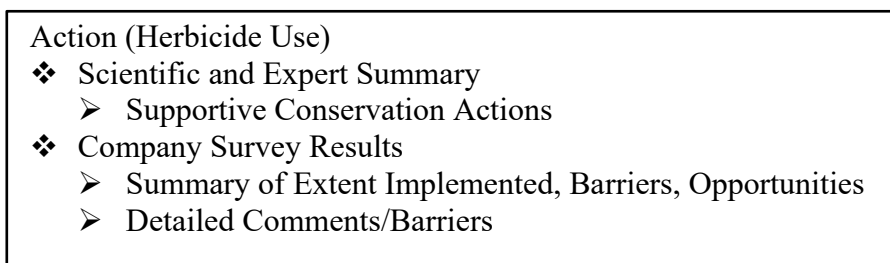 Action (Herbicide Use)
❖ Scientific and Expert Summary
➢ Supportive Conservation Actions
❖ Company Survey Results
➢ Summary of Extent Implemented, Barriers, Opportunities
➢ Detailed Comments/Barriers